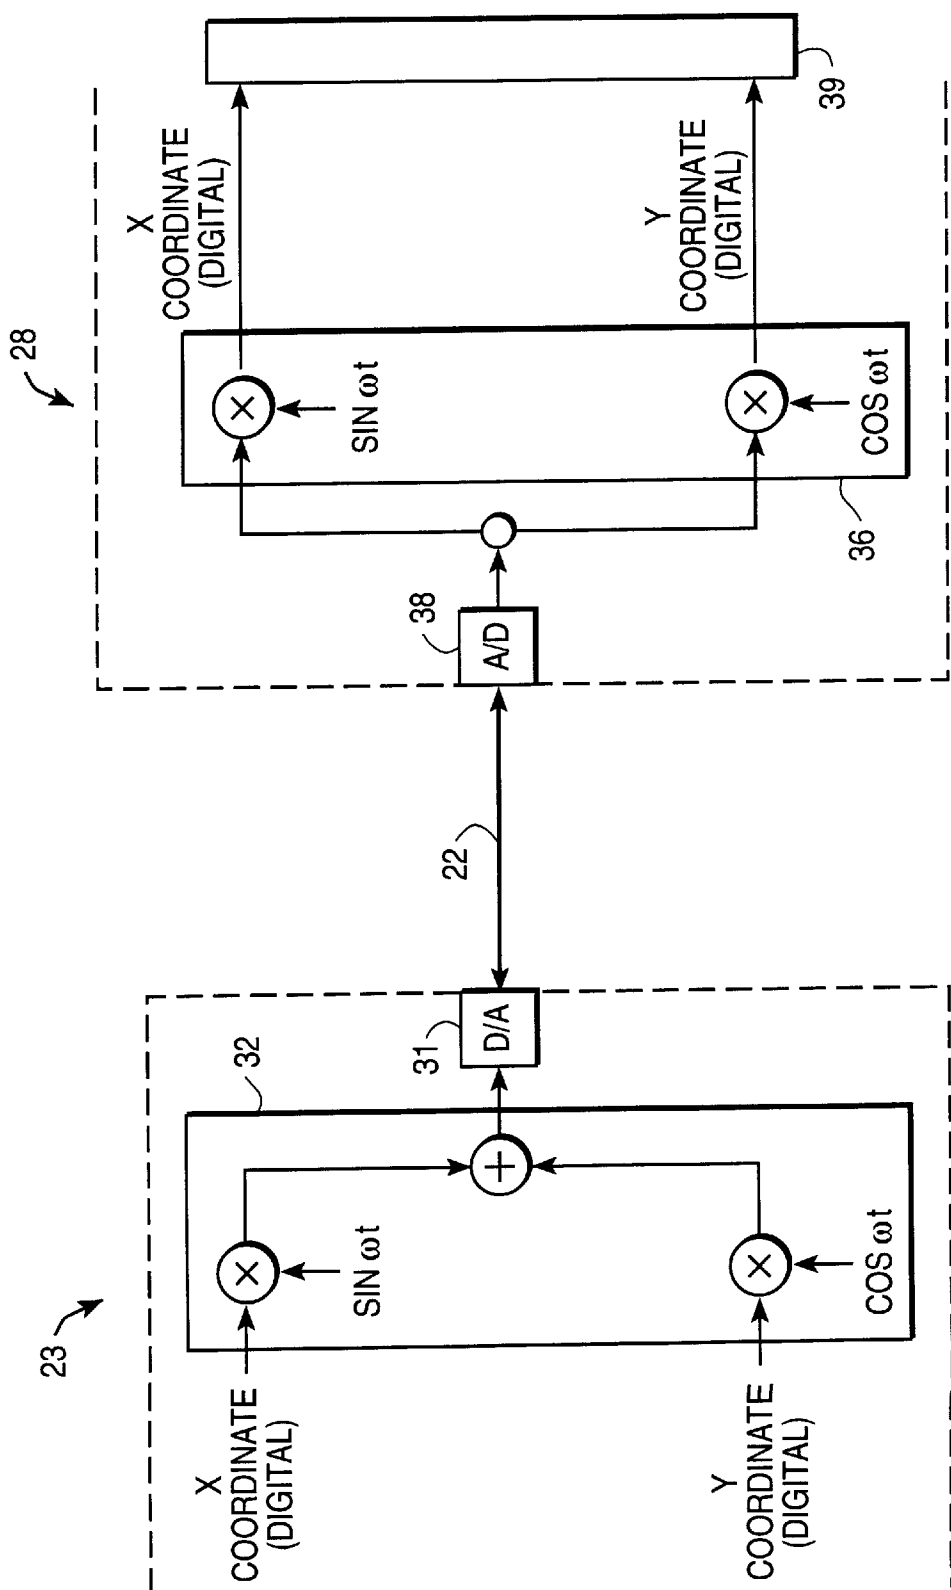 23
X
COORDINATE
(DIGITAL)
SIN ωt
×
32
+
31
D/A
Y
COORDINATE
(DIGITAL)
COS ωt
×
22
28
38
A/D
×
SIN ωt
X
COORDINATE
(DIGITAL)
×
COS ωt
36
Y
COORDINATE
(DIGITAL)
39